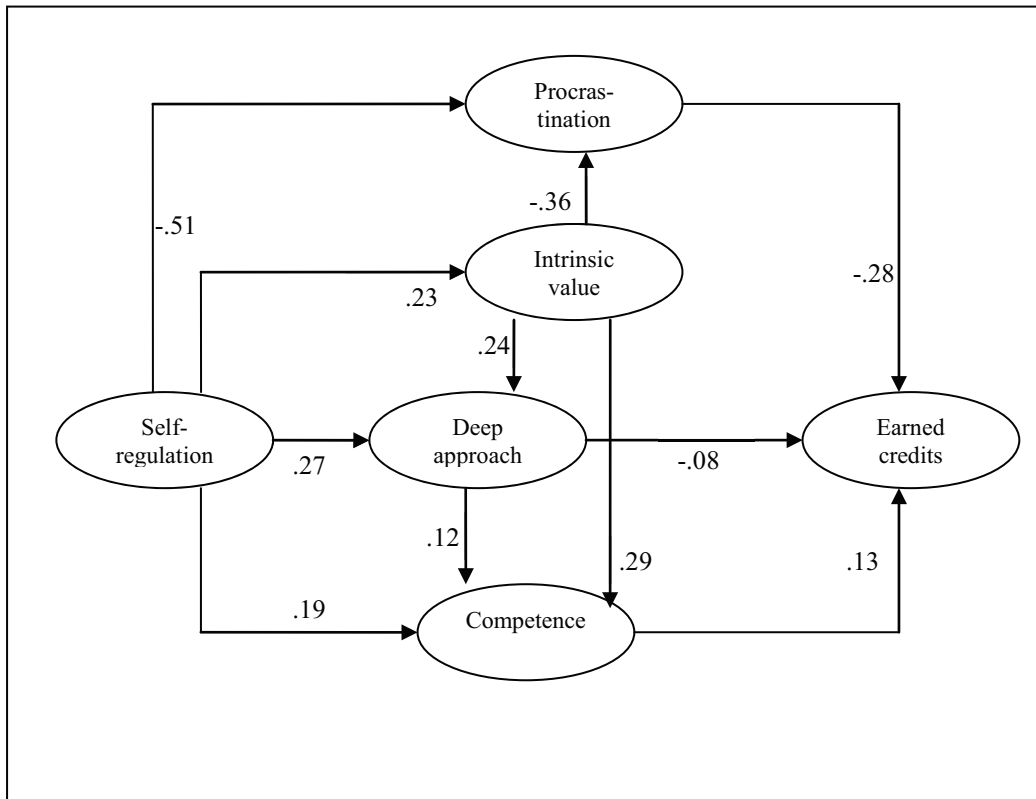 Procras-
tination
-.36
-.51
Intrinsic
value
-.28
.23
.24
Self-
regulation
Deep
approach
Earned
credits
.27
-.08
.12
.29
.13
.19
Competence